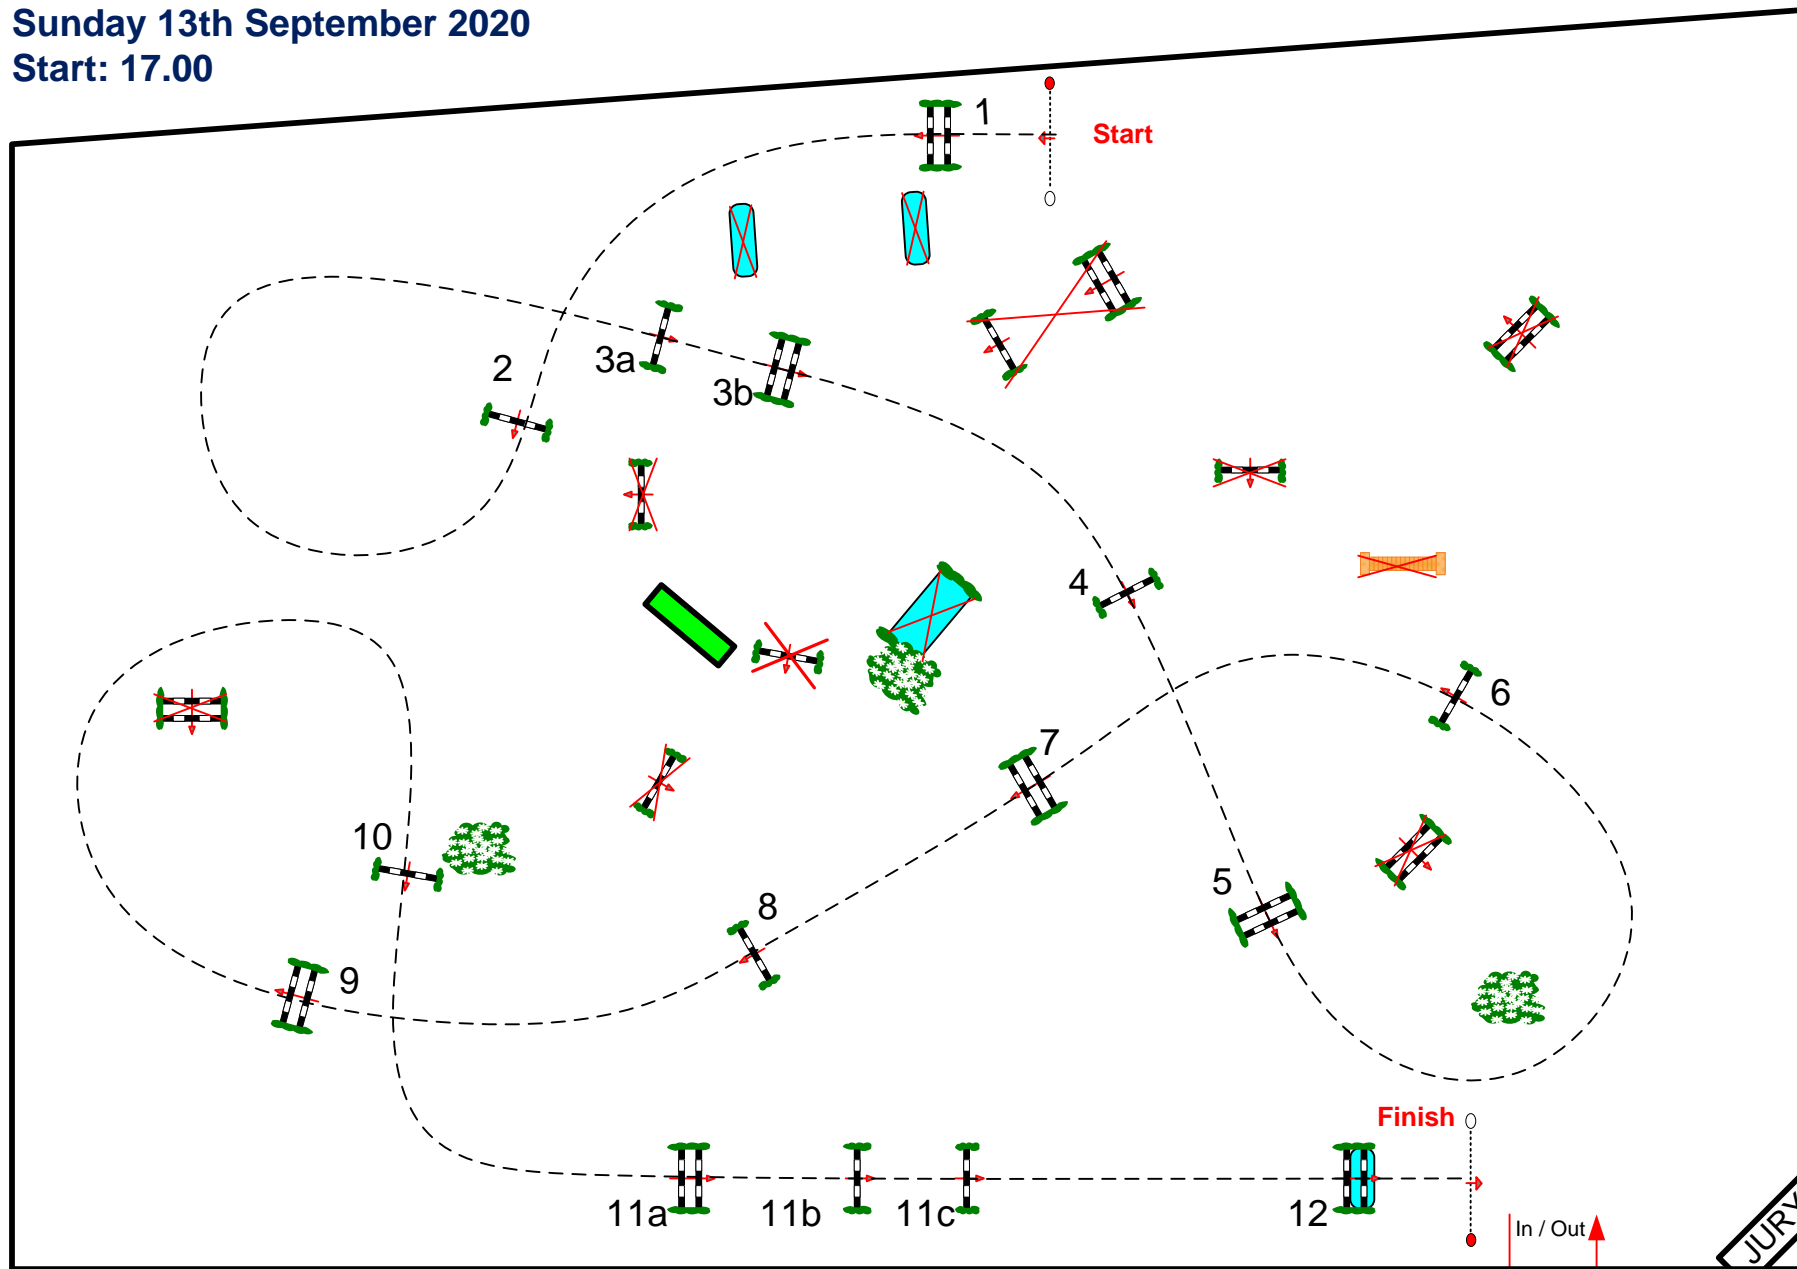 Sunday 13th September 2020
Start: 17.00
1
Start
2
3a
3b
4
6
7
10
5
8
9
Finish
11a
11b
11c
12
In / Out
JURY